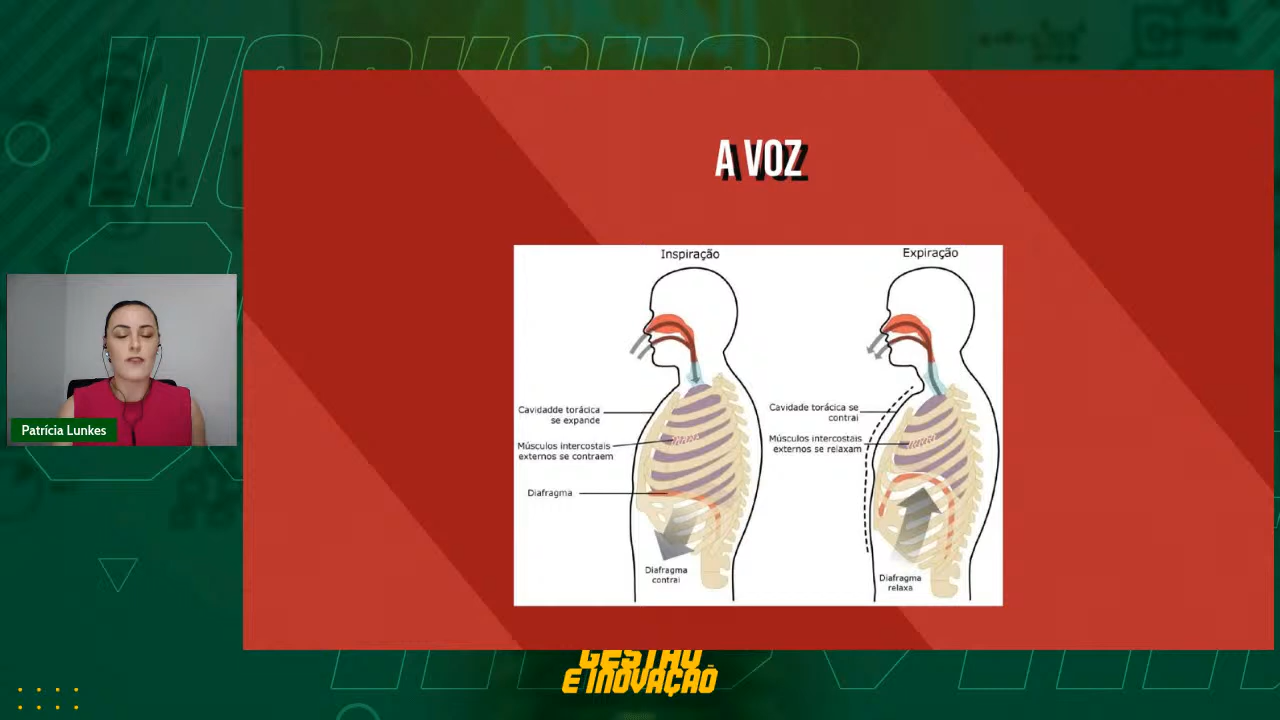 WORKSHOP
A VOZ
Inspiração
Expiração
Cavidadde torácica
se expande
Músculos intercostais
externos se contraem
Diafragma
Diafragma
contrai
Cavidade torácica se
contrai
Músculos intercostais
externos se relaxam
Diafragma
relaxa
Patrícia Lunkes
GESTÃO
E INOVAÇÃO